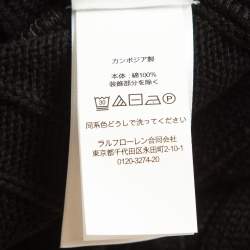 カンボジア製
本体：綿100%
装飾部分を除く
30
P
同系色どうしで洗ってください
ラルフローレン合同会社
東京都千代田区永田町2-10-1
0120-3274-20